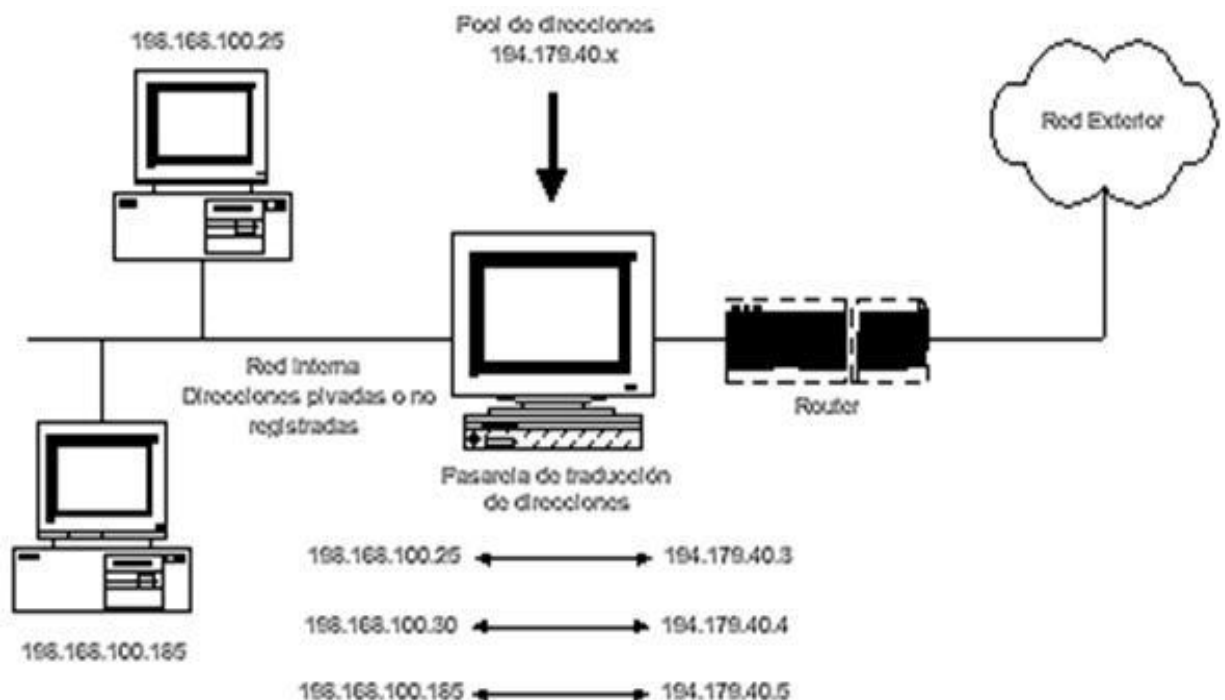 198.168.100.25
Pool de direcciones
194.179.40.x
Red Exterior
Red Interna
Direcciones pivadas o no
registradas
Router
Pasarela de traducción
de direcciones
198.168.100.25 194.179.40.3
198.168.100.30 194.179.40.4
198.168.100.185
198.168.100.185 194.179.40.5